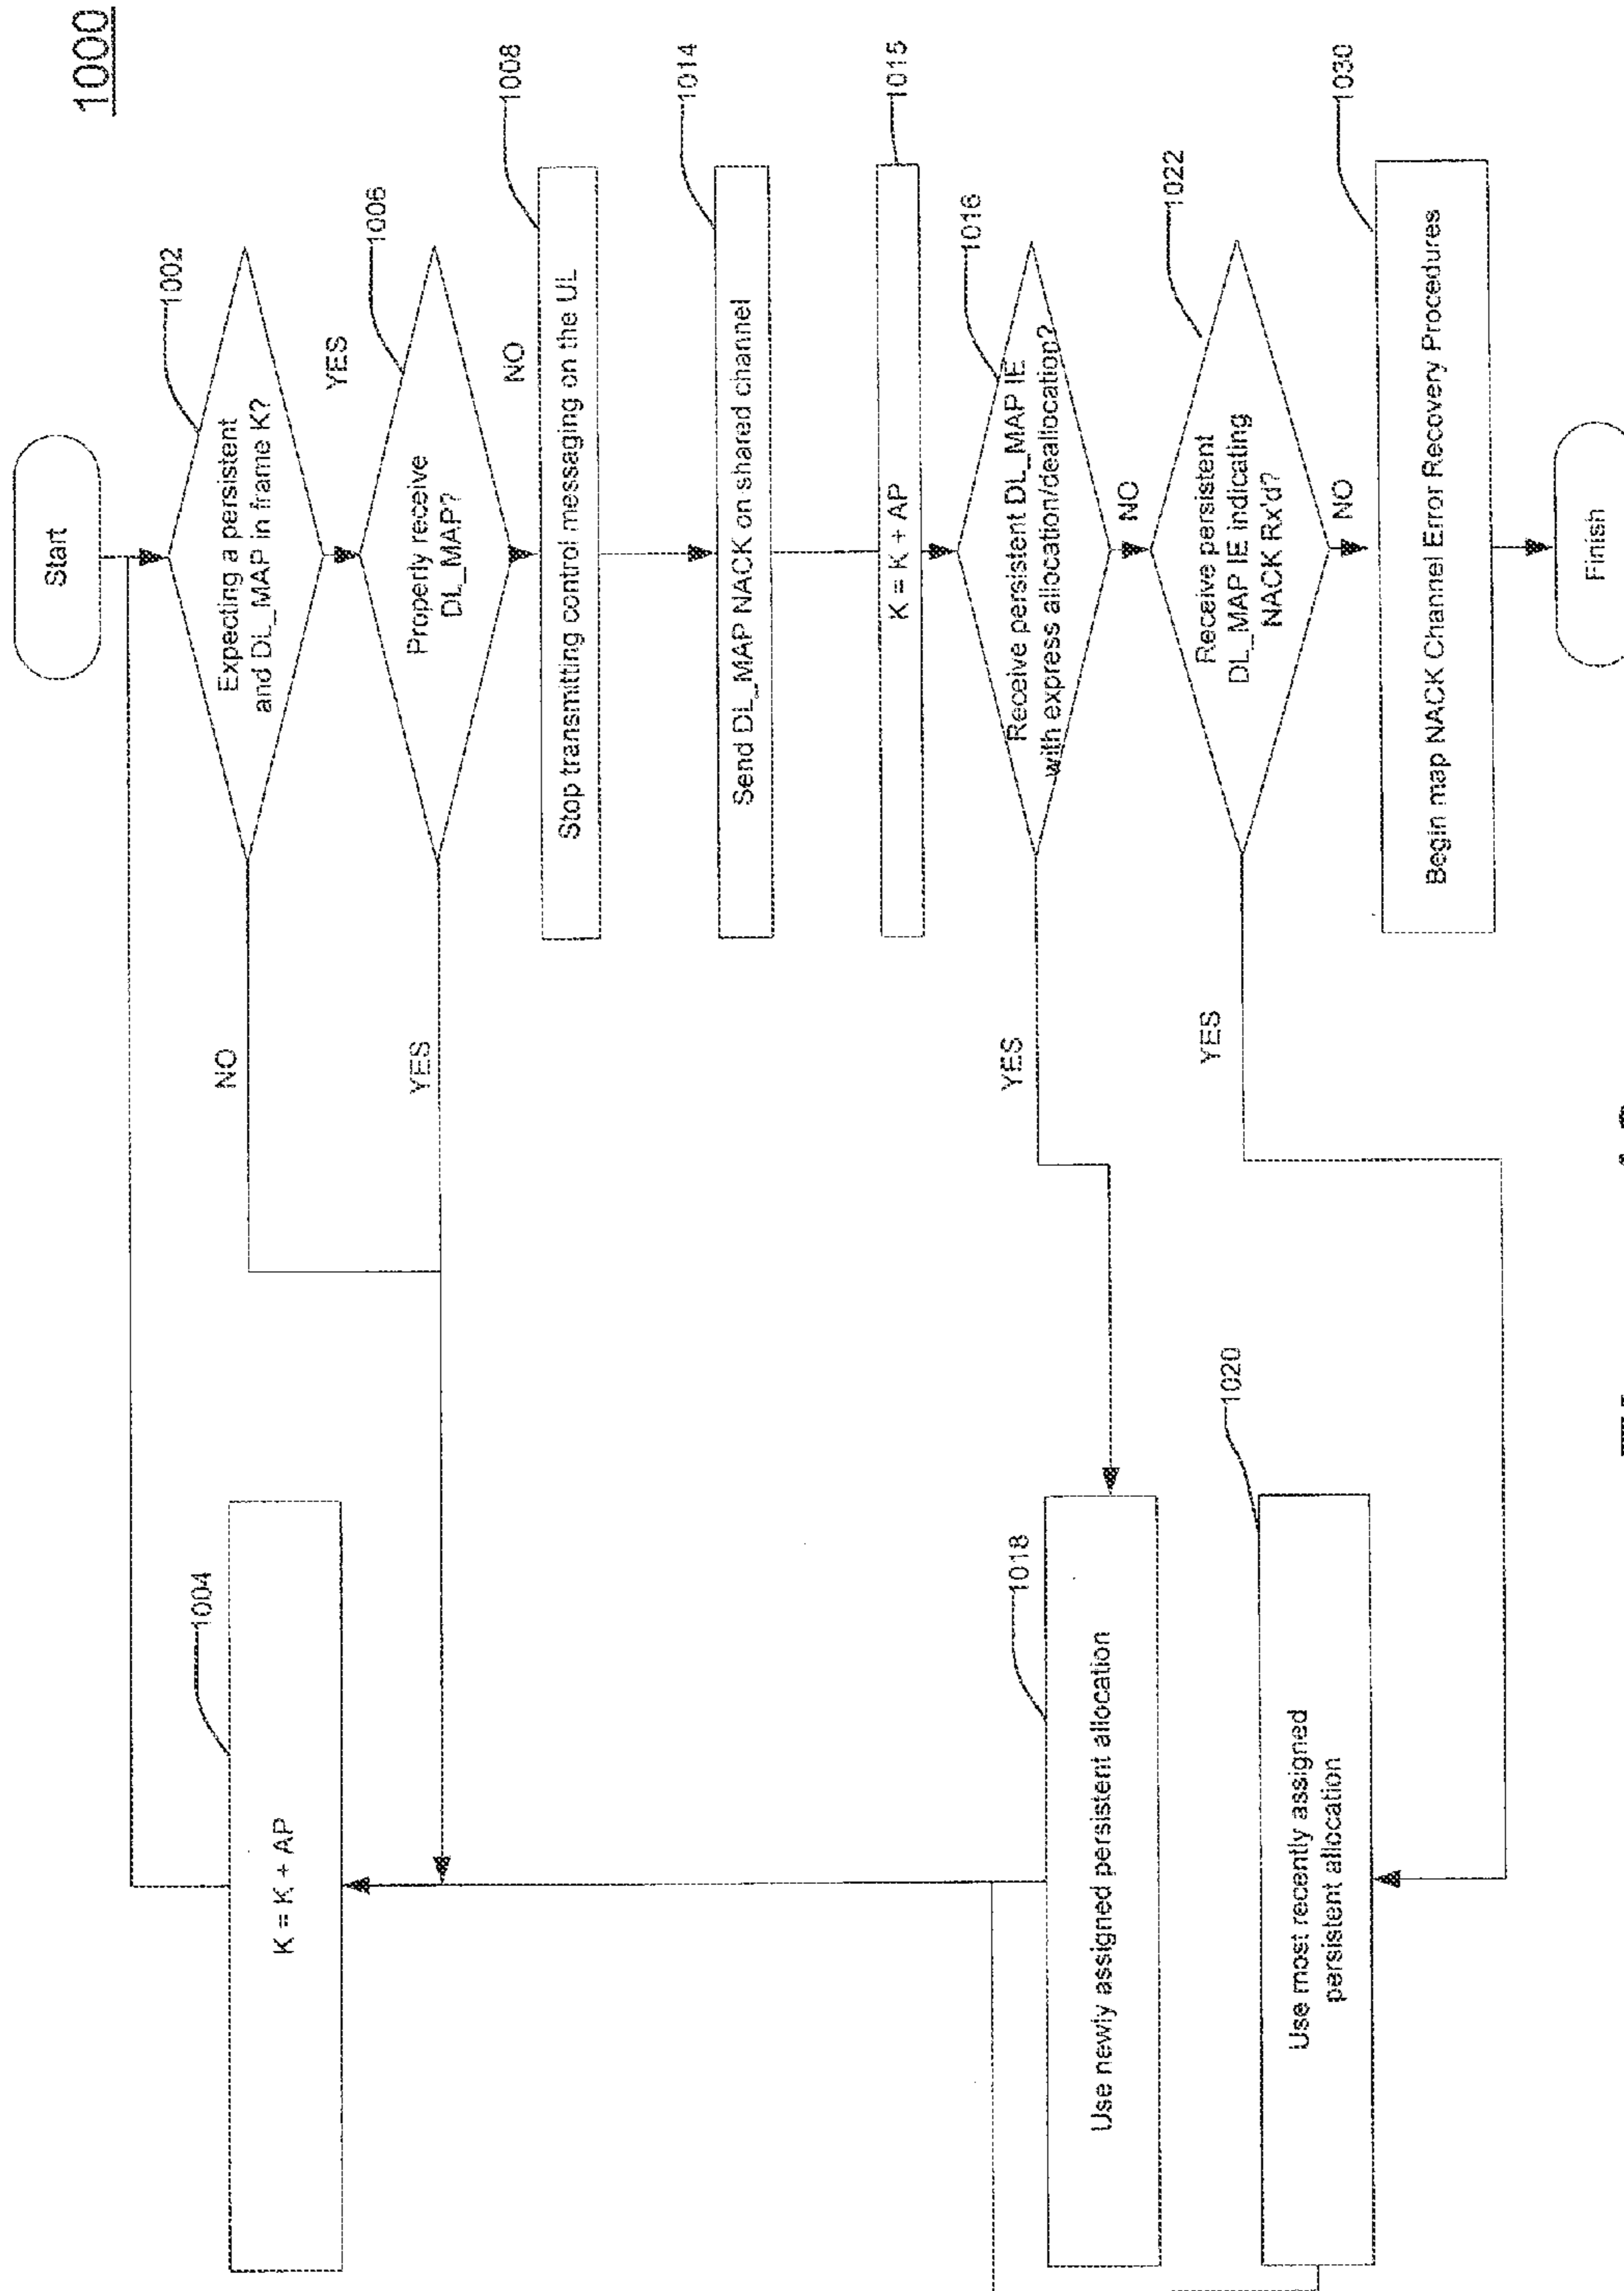 1000
Start
1002
Expecting a persistent
and DL_MAP in frame K?
YES
NO
1004
K = K + AP
1006
Properly receive
DL_MAP?
YES
NO
1008
Stop transmitting control messaging on the UL
1014
Send DL_MAP NACK on shared channel
1015
K = K + AP
1016
Receive persistent DL_MAP IE
with express allocation/deallocation?
YES
NO
1018
Use newly assigned persistent allocation
1022
Receive persistent
DL_MAP IE indicating
NACK Rx'd?
YES
NO
1020
Use most recently assigned
persistent allocation
1030
Begin map NACK Channel Error Recovery Procedures
Finish